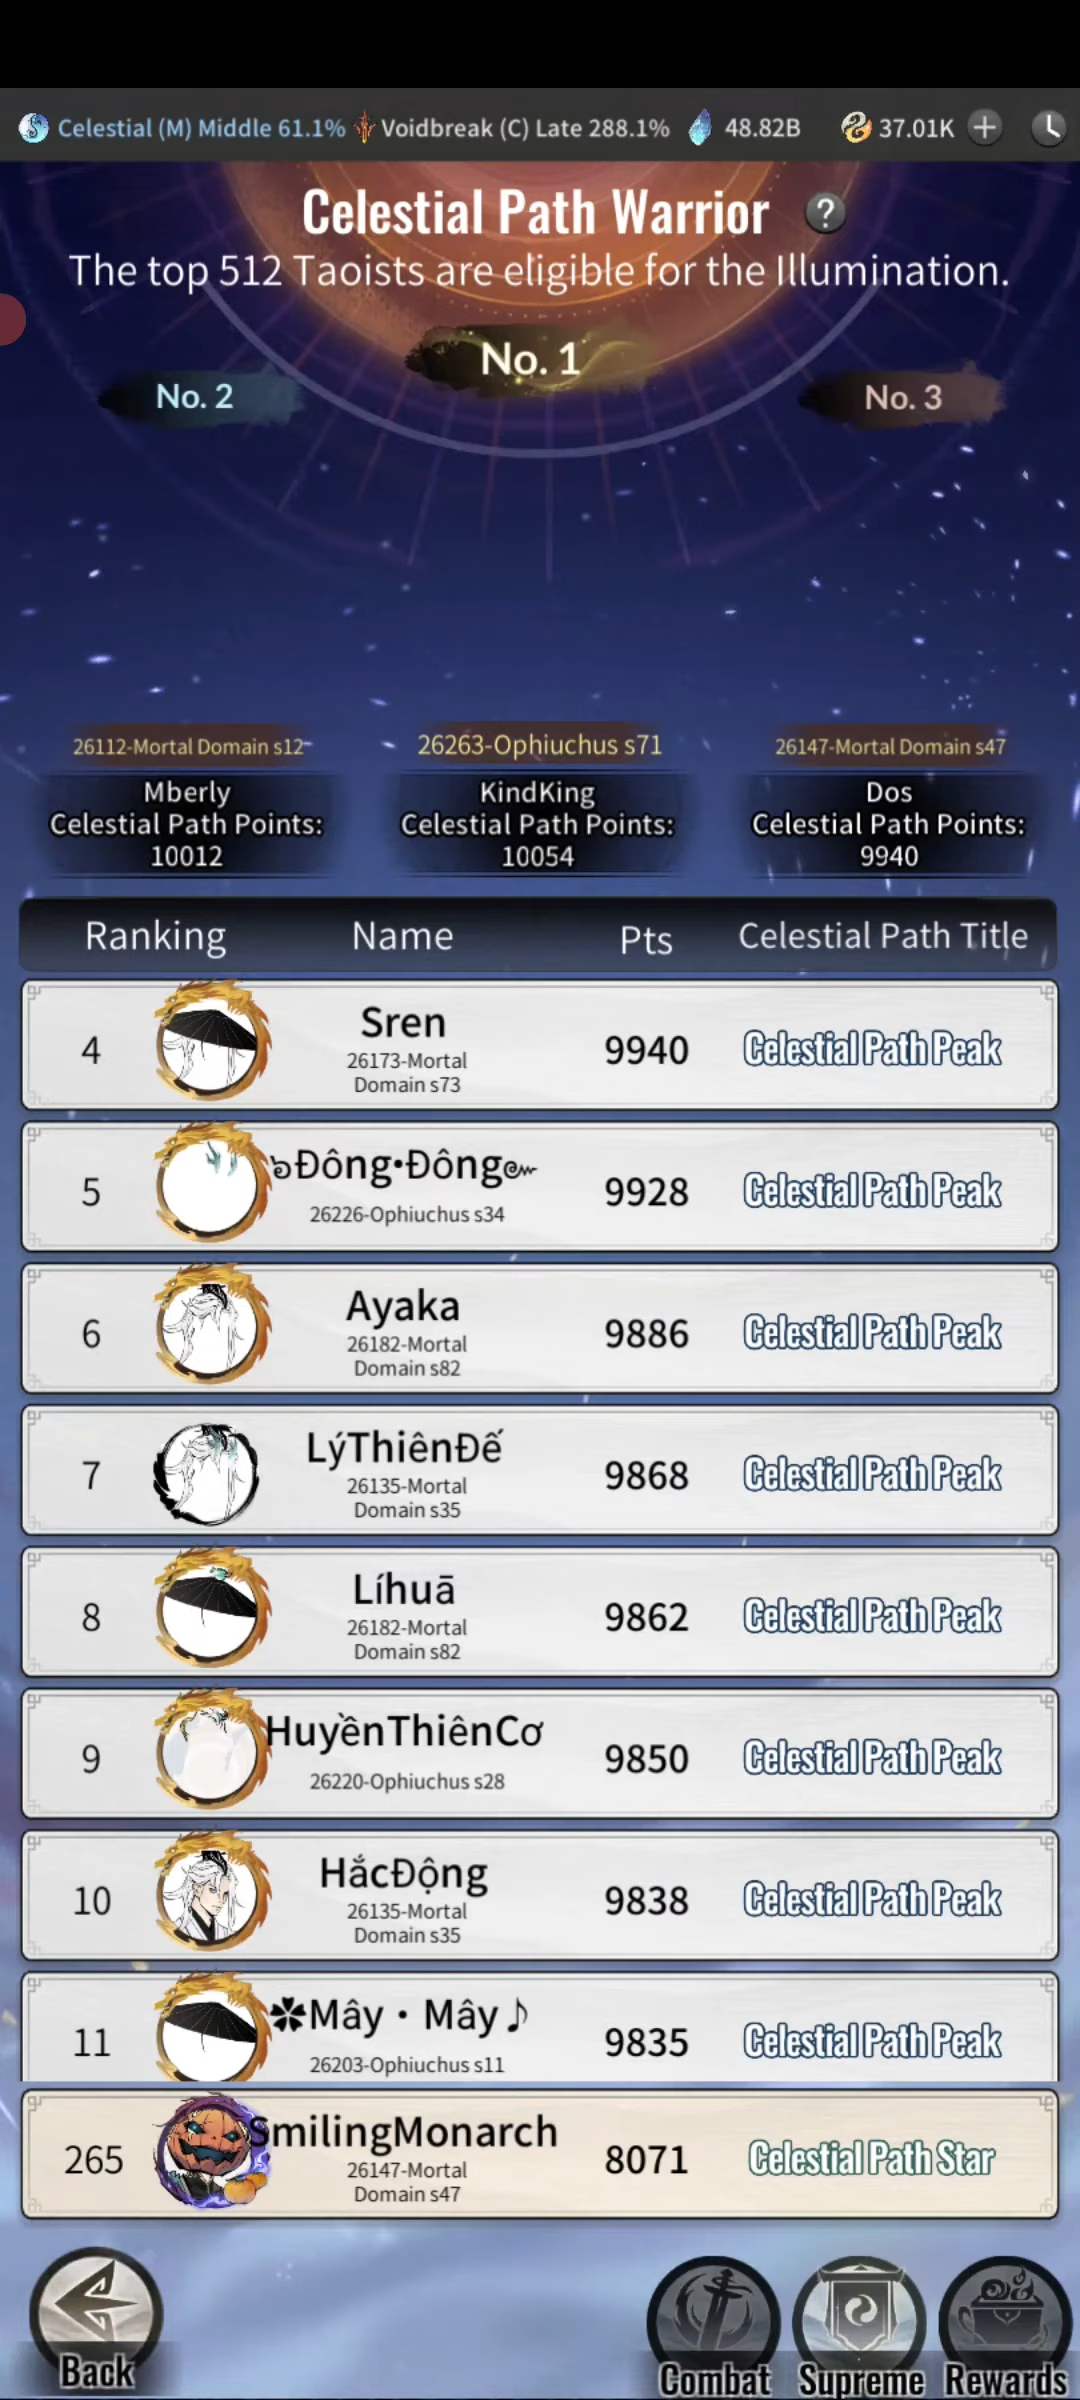 Celestial (M) Middle 61.1% Voidbreak (C) Late 288.1% 48.82B 37.01K
Celestial Path Warrior ?
The top 512 Taoists are eligible for the Illumination.
No. 1
No. 2
No. 3
26112-Mortal Domain s12
26263-Ophiuchus s71
26147-Mortal Domain s47
Mberly
Celestial Path Points:
10012
KindKing
Celestial Path Points:
10054
Dos
Celestial Path Points:
9940
Ranking Name Pts Celestial Path Title
4 Sren 9940 Celestial Path Peak
26173-Mortal
Domain s73
5 ঌĐông•Đông๛ 9928 Celestial Path Peak
26226-Ophiuchus s34
6 Ayaka 9886 Celestial Path Peak
26182-Mortal
Domain s82
7 LýThiênĐế 9868 Celestial Path Peak
26135-Mortal
Domain s35
8 Líhuā 9862 Celestial Path Peak
26182-Mortal
Domain s82
9 HuyềnThiênCơ 9850 Celestial Path Peak
26220-Ophiuchus s28
10 HắcĐộng 9838 Celestial Path Peak
26135-Mortal
Domain s35
11 ✽Mây・Mây♪ 9835 Celestial Path Peak
26203-Ophiuchus s11
265 SmilingMonarch 8071 Celestial Path Star
26147-Mortal
Domain s47
Back Combat Supreme Rewards